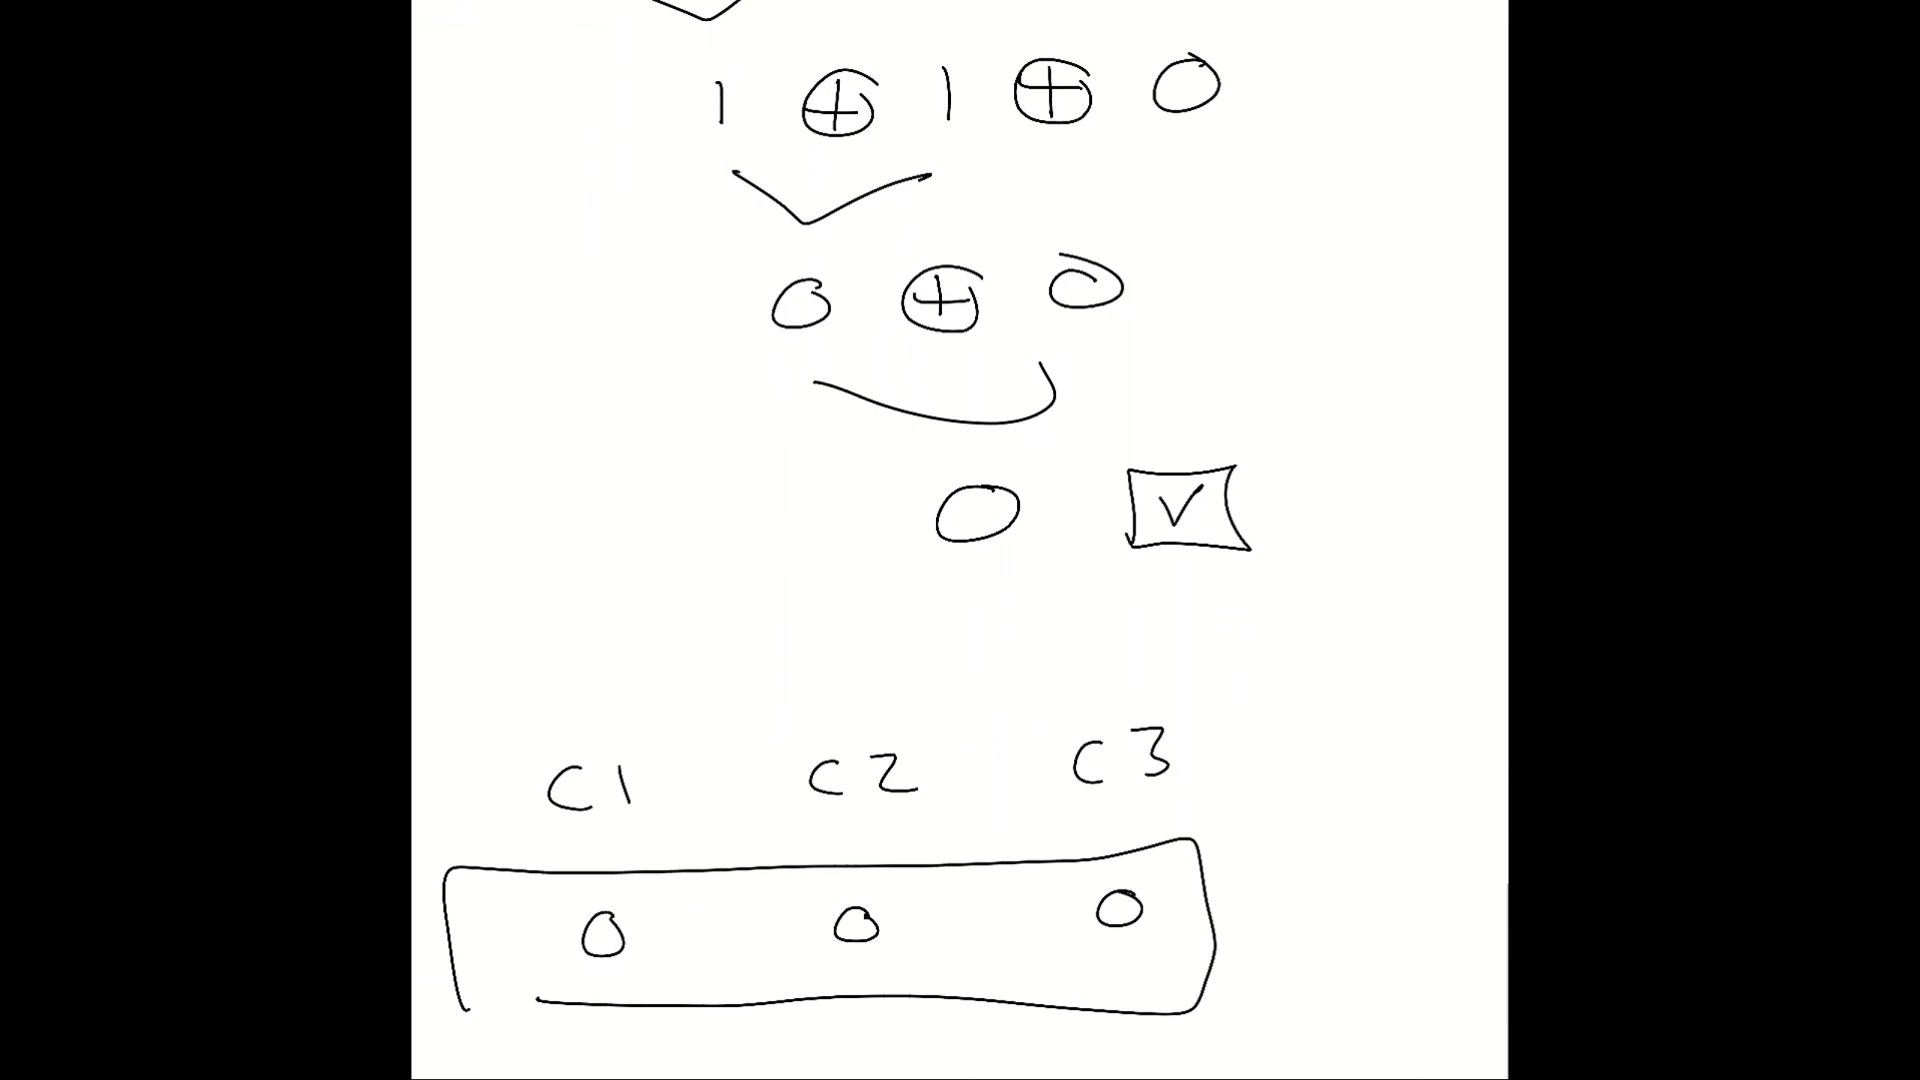 1 ⊕ 1 ⊕ 0
0 ⊕ 0
0 ✓
C1 C2 C3
0 0 0